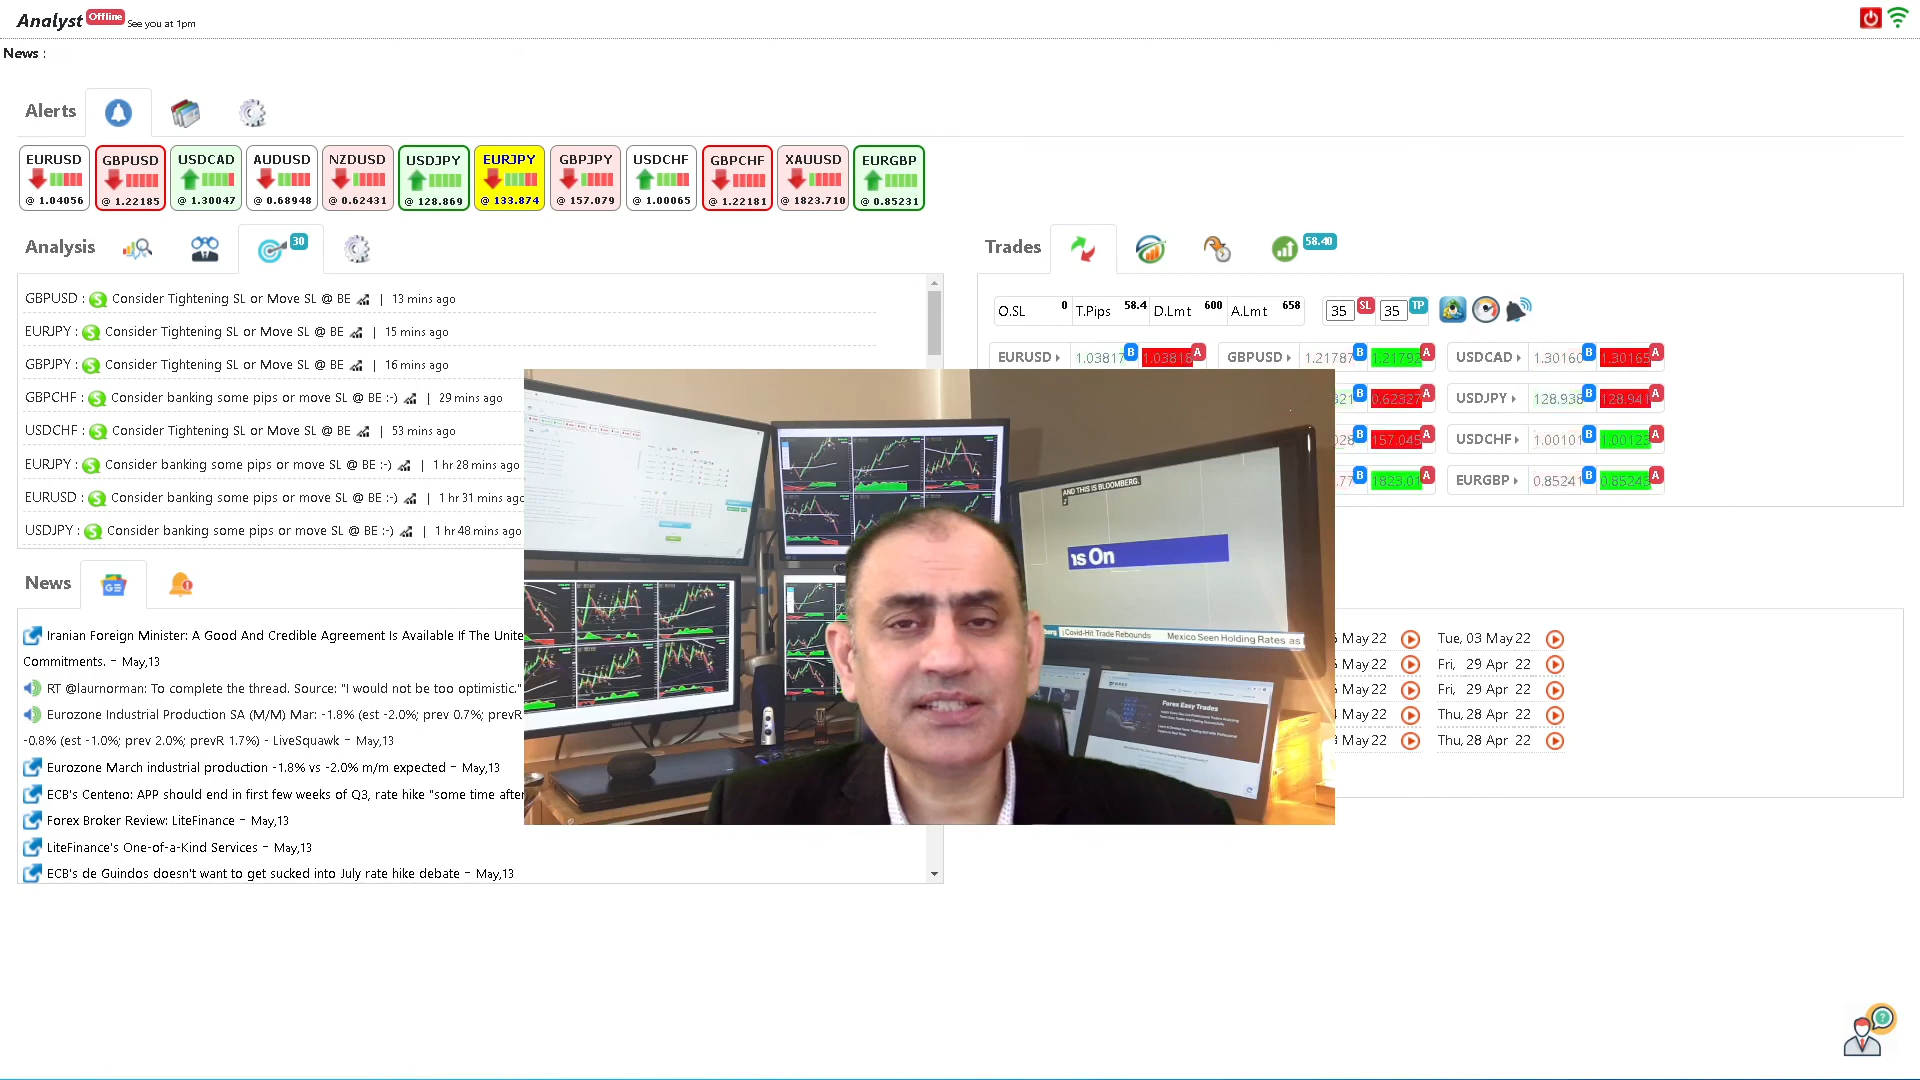 Analyst Offline See you at 1pm
News :
Alerts
EURUSD GBPUSD USDCAD AUDUSD NZDUSD USDJPY EURJPY GBPJPY USDCHF GBPCHF XAUUSD EURGBP
@ 1.04056 @ 1.22185 @ 1.30047 @ 0.68948 @ 0.62431 @ 128.869 @ 133.874 @ 157.079 @ 1.00065 @ 1.22181 @ 1823.710 @ 0.85231
Analysis 30
GBPUSD : Consider Tightening SL or Move SL @ BE | 13 mins ago
EURJPY : Consider Tightening SL or Move SL @ BE | 15 mins ago
GBPJPY : Consider Tightening SL or Move SL @ BE | 16 mins ago
GBPCHF : Consider banking some pips or move SL @ BE :-) | 29 mins ago
USDCHF : Consider Tightening SL or Move SL @ BE | 53 mins ago
EURJPY : Consider banking some pips or move SL @ BE :-) | 1 hr 28 mins ago
EURUSD : Consider banking some pips or move SL @ BE :-) | 1 hr 31 mins ago
USDJPY : Consider banking some pips or move SL @ BE :-) | 1 hr 48 mins ago
Trades 58.40
O.SL 0 T.Pips 58.4 D.Lmt 600 A.Lmt 658 35 SL 35 TP
EURUSD 1.03817 B 1.03818 A GBPUSD 1.21787 B 1.21792 A USDCAD 1.30160 B 1.30165 A
B 0.62327 A USDJPY 128.938 B 128.941 A
B 157.045 A USDCHF 1.00101 B 1.00123 A
B 1823.01 A EURGBP 0.85241 B 0.85243 A
News
Iranian Foreign Minister: A Good And Credible Agreement Is Available If The Unite
Commitments. – May,13
RT @laurnorman: To complete the thread. Source: "I would not be too optimistic."
Eurozone Industrial Production SA (M/M) Mar: -1.8% (est -2.0%; prev 0.7%; prevR
-0.8% (est -1.0%; prev 2.0%; prevR 1.7%) - LiveSquawk – May,13
Eurozone March industrial production -1.8% vs -2.0% m/m expected – May,13
ECB's Centeno: APP should end in first few weeks of Q3, rate hike "some time after
Forex Broker Review: LiteFinance – May,13
LiteFinance's One-of-a-Kind Services – May,13
ECB's de Guindos doesn't want to get sucked into July rate hike debate – May,13
AND THIS IS BLOOMBERG.
is On
Covid-Hit Trade Rebounds Mexico Seen Holding Rates as
Forex Easy Trades
May 22 Tue, 03 May 22
May 22 Fri, 29 Apr 22
May 22 Fri, 29 Apr 22
May 22 Thu, 28 Apr 22
May 22 Thu, 28 Apr 22